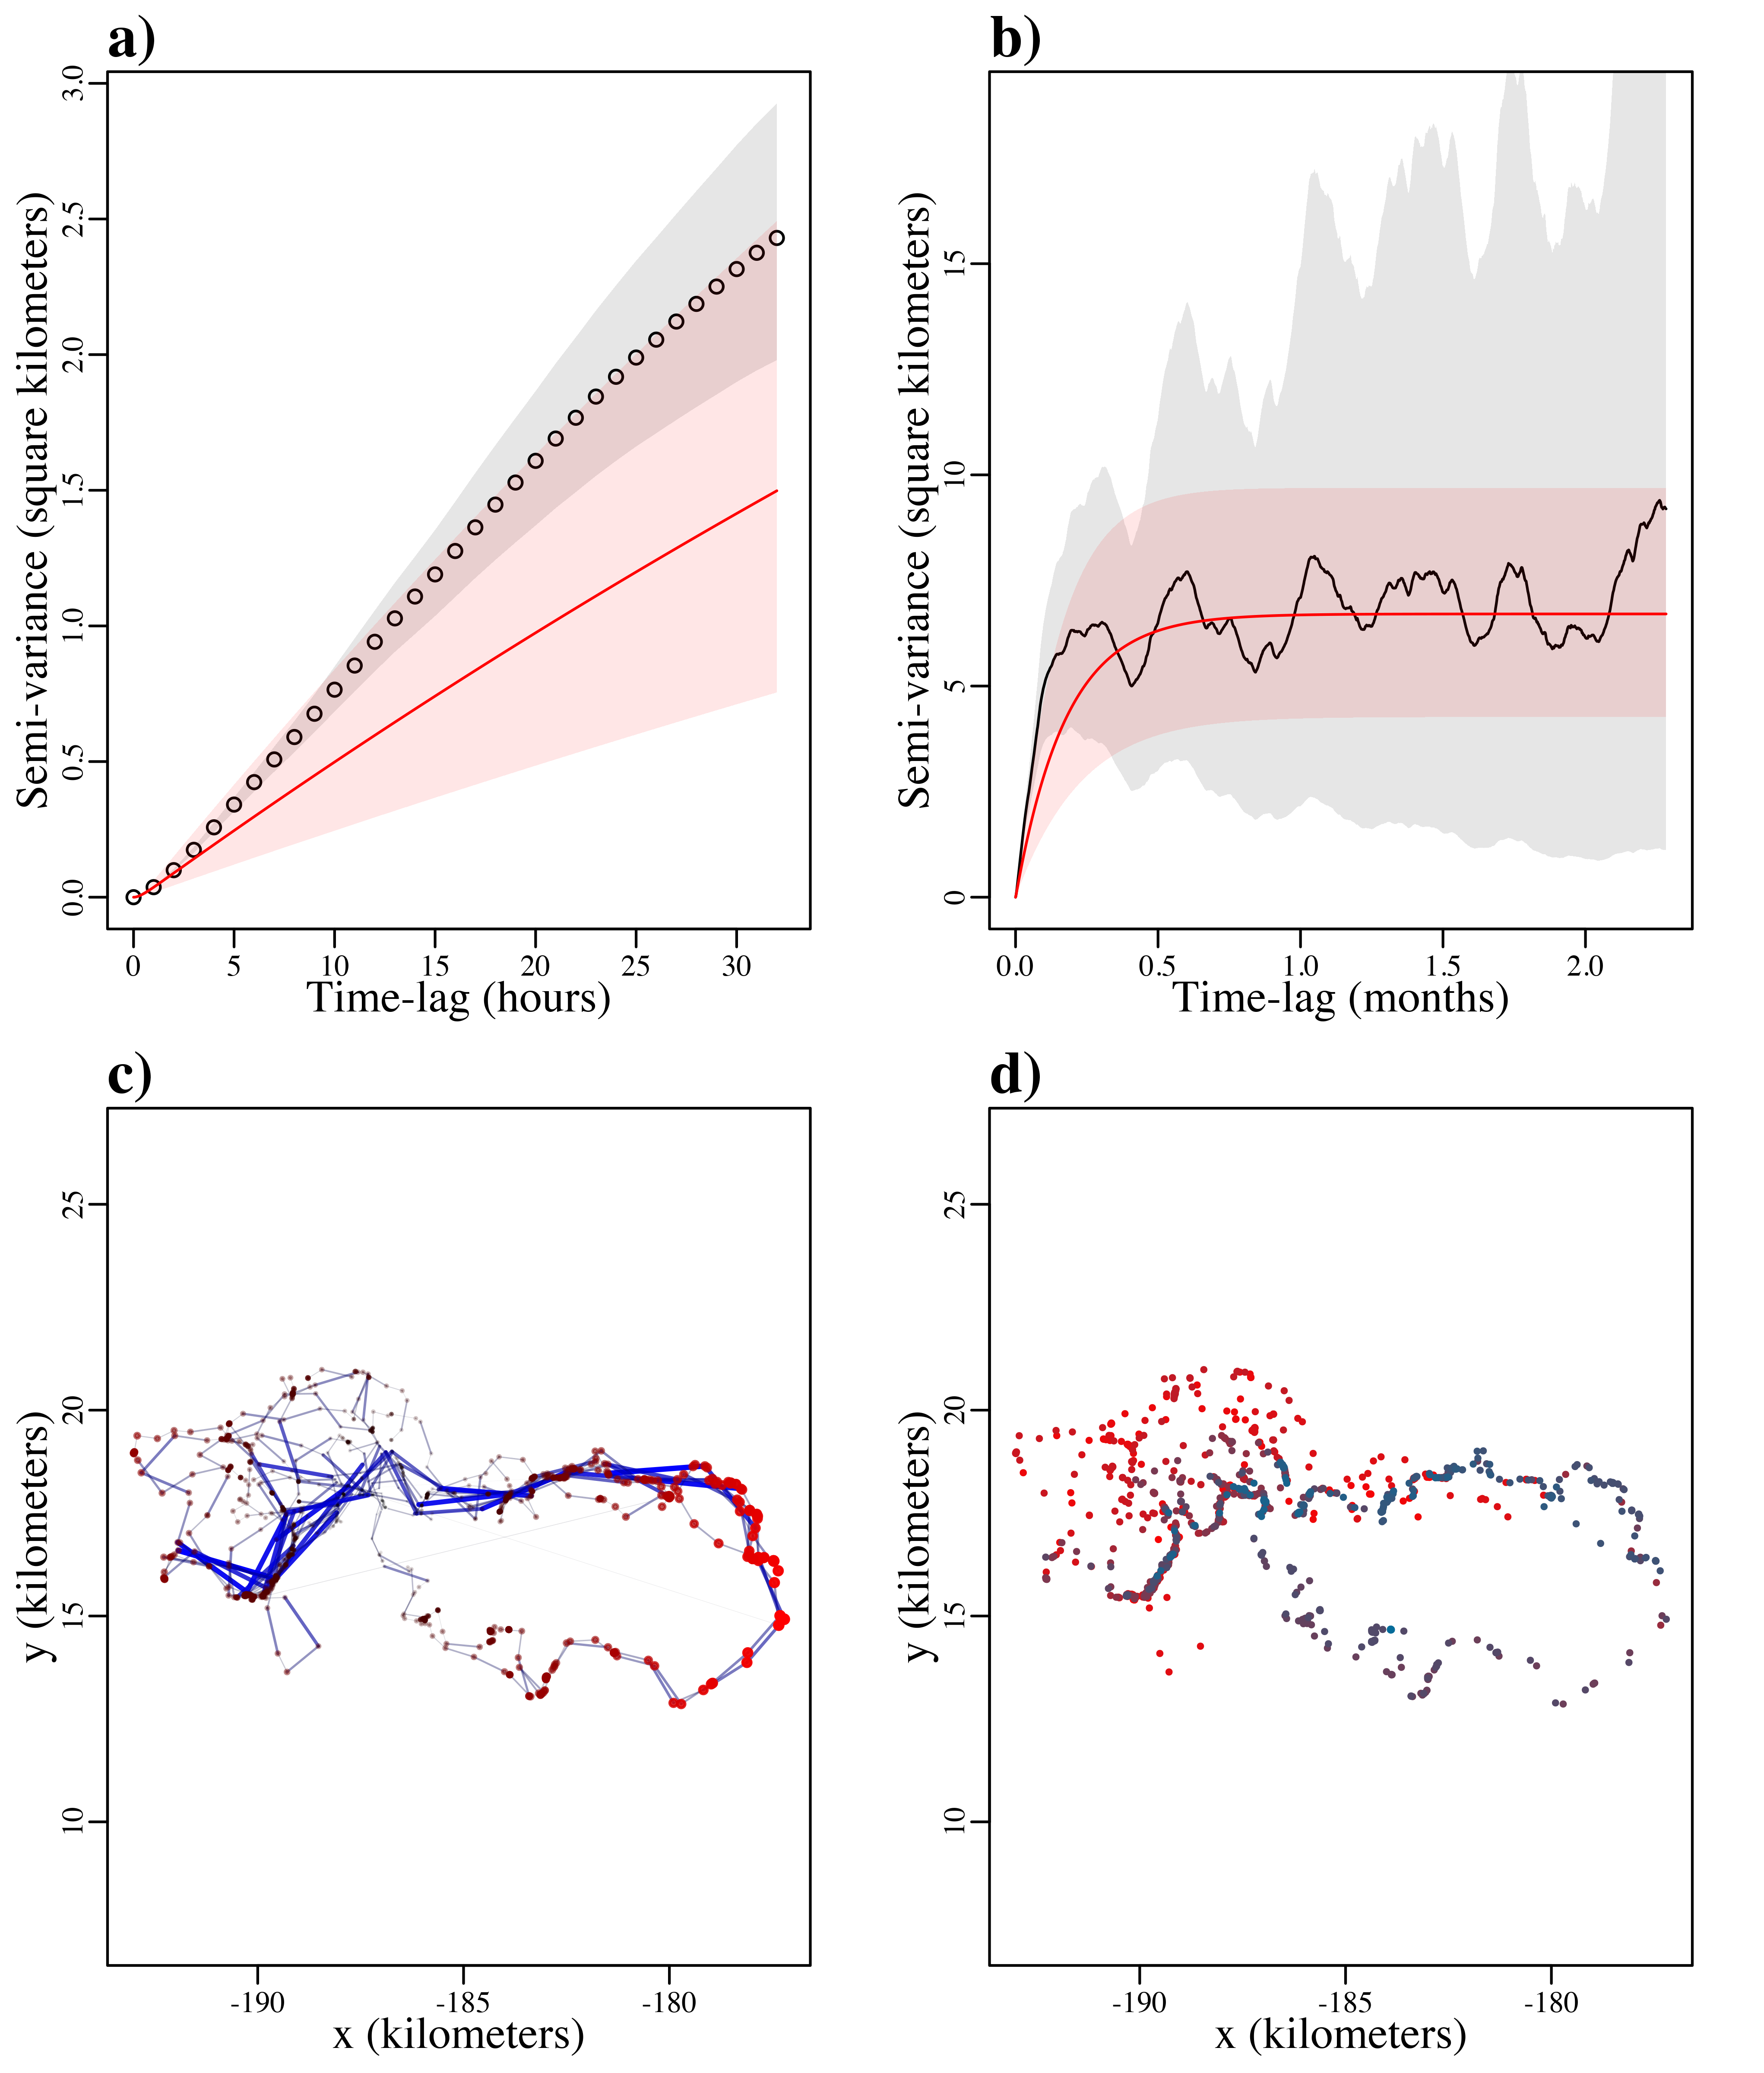 a)
Semi-variance (square kilometers)
3.0
2.5
2.0
1.5
1.0
0.5
0.0
0 5 10 15 20 25 30
Time-lag (hours)
b)
Semi-variance (square kilometers)
15
10
5
0
0.0 0.5 1.0 1.5 2.0
Time-lag (months)
c)
y (kilometers)
25
20
15
10
-190 -185 -180
x (kilometers)
d)
y (kilometers)
25
20
15
10
-190 -185 -180
x (kilometers)